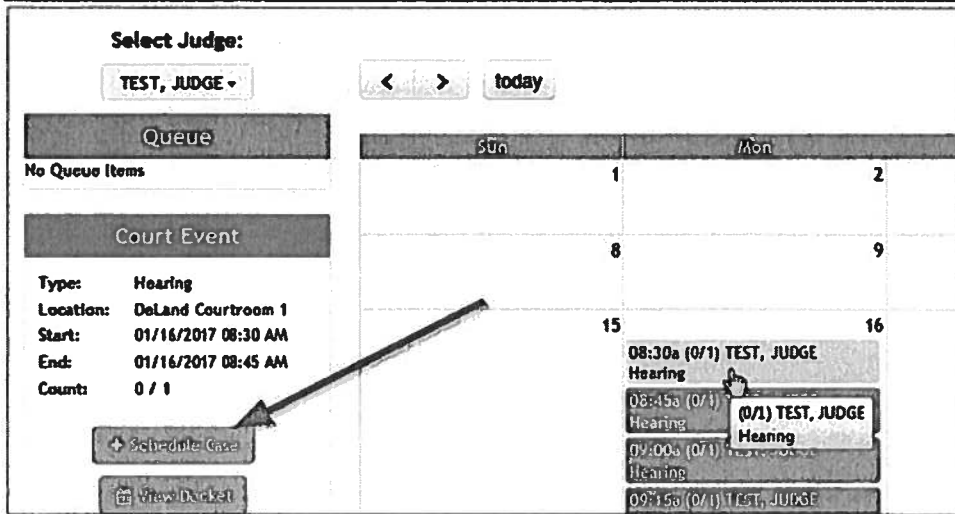 Select Judge:
TEST, JUDGE
< > today
Queue
No Queue Items
Court Event
Type: Hearing
Location: DeLand Courtroom 1
Start: 01/16/2017 08:30 AM
End: 01/16/2017 08:45 AM
Count: 0 / 1
+ Schedule Case
View Docket
Sun Mon
1 2
8 9
15 16
08:30a (0/1) TEST, JUDGE
Hearing
08:45a (0/1)
Hearing
(0/1) TEST, JUDGE
Hearing
09:00a (0/1) TEST, JUDGE
Hearing
09:15a (0/1) TEST, JUDGE